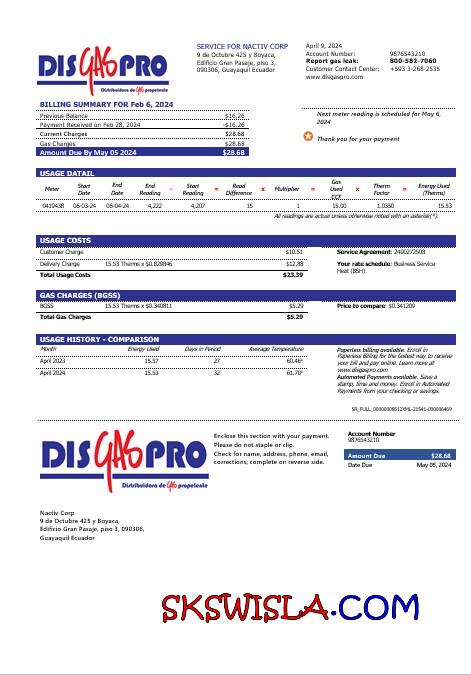 DISGASPRO
Distribuidora de Gas y propelente
SERVICE FOR NACTIV CORP
9 de Octubre 425 y Boyaca,
Edificio Gran Pasaje, piso 3,
090306, Guayaquil Ecuador
April 9, 2024
Account Number: 9876543210
Report gas leak: 800-582-7060
Customer Contact Center: +593 3-268-2535
www.disgaspro.com
BILLING SUMMARY FOR Feb 6, 2024
Previous Balance $16.26
Payment Received on Feb 28, 2024 -$16.26
Current Charges $28.68
Gas Charges $28.68
Amount Due By May 05 2024 $28.68
Next meter reading is scheduled for May 6,
2024
Thank you for your payment
USAGE DATAIL
Meter Start Date End Date End Reading - Start Reading = Read Difference x Multiplier = Gas Used CCF x Therm Factor = Energy Used (Therms)
0419438 06-03-24 06-04-24 4,222 4,207 15 1 15.00 1.0350 15.53
All readings are actual unless otherwise noted with an asterisk(*).
USAGE COSTS
Customer Charge $10.51
Delivery Charge 15.53 Therms x $0.829846 $12.88
Total Usage Costs $23.39
Service Agreement: 2490272508
Your rate schedule: Business Service
Heat (BSH)
GAS CHARGES (BGSS)
BGSS 15.53 Therms x $0.340811 $5.29
Total Gas Charges $5.29
Price to compare: $0.341209
USAGE HISTORY - COMPARISON
Month Energy Used Days in Period Average Temperature
April 2023 15.57 27 60.46°
April 2024 15.53 32 61.70°
Paperless billing available. Enroll in
Paperless Billing for the fastest way to receive
your bill and pay online. Learn more at
www.disgaspro.com
Automated Payments available. Save a
stamp, time and money. Enroll in Automated
Payments from your checking or savings.
DISGASPRO
Distribuidora de Gas y propelente
Enclose this section with your payment.
Please do not staple or clip.
Check for name, address, phone, email,
corrections; complete on reverse side.
Account Number
9876543210
Amount Due $28.68
Date Due May 05, 2024
Nactiv Corp
9 de Octubre 425 y Boyaca,
Edificio Gran Pasaje, piso 3, 090306,
Guayaquil Ecuador
SKSWISLA.COM